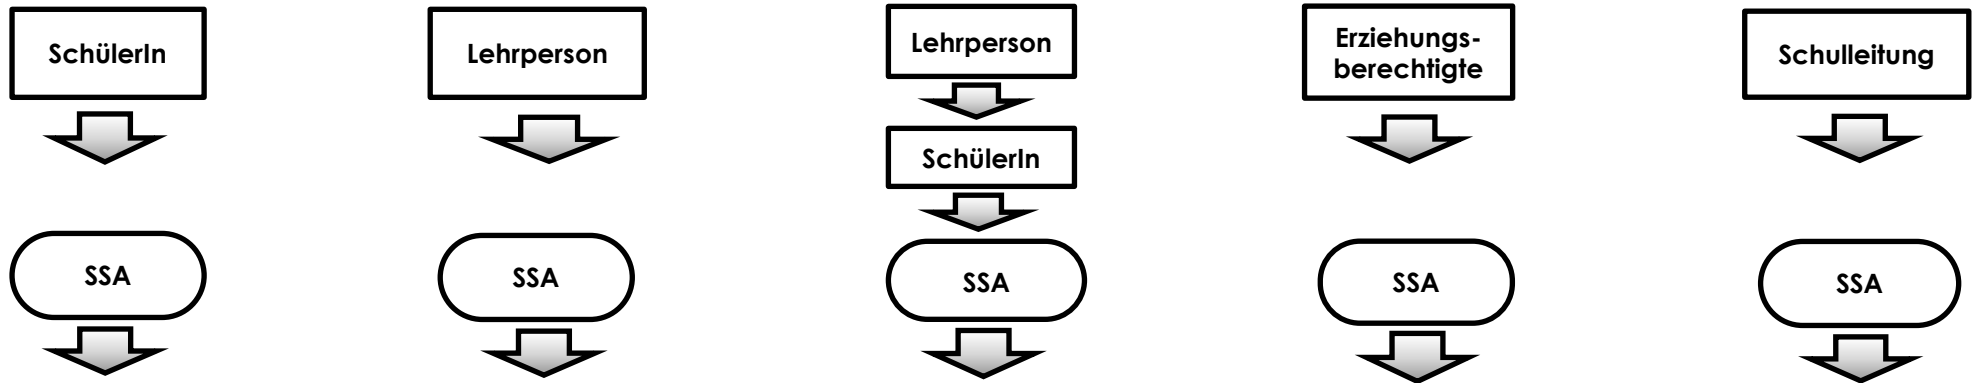 SchülerIn
Lehrperson
Lehrperson
SchülerIn
Erziehungs-
berechtigte
Schulleitung
SSA
SSA
SSA
SSA
SSA